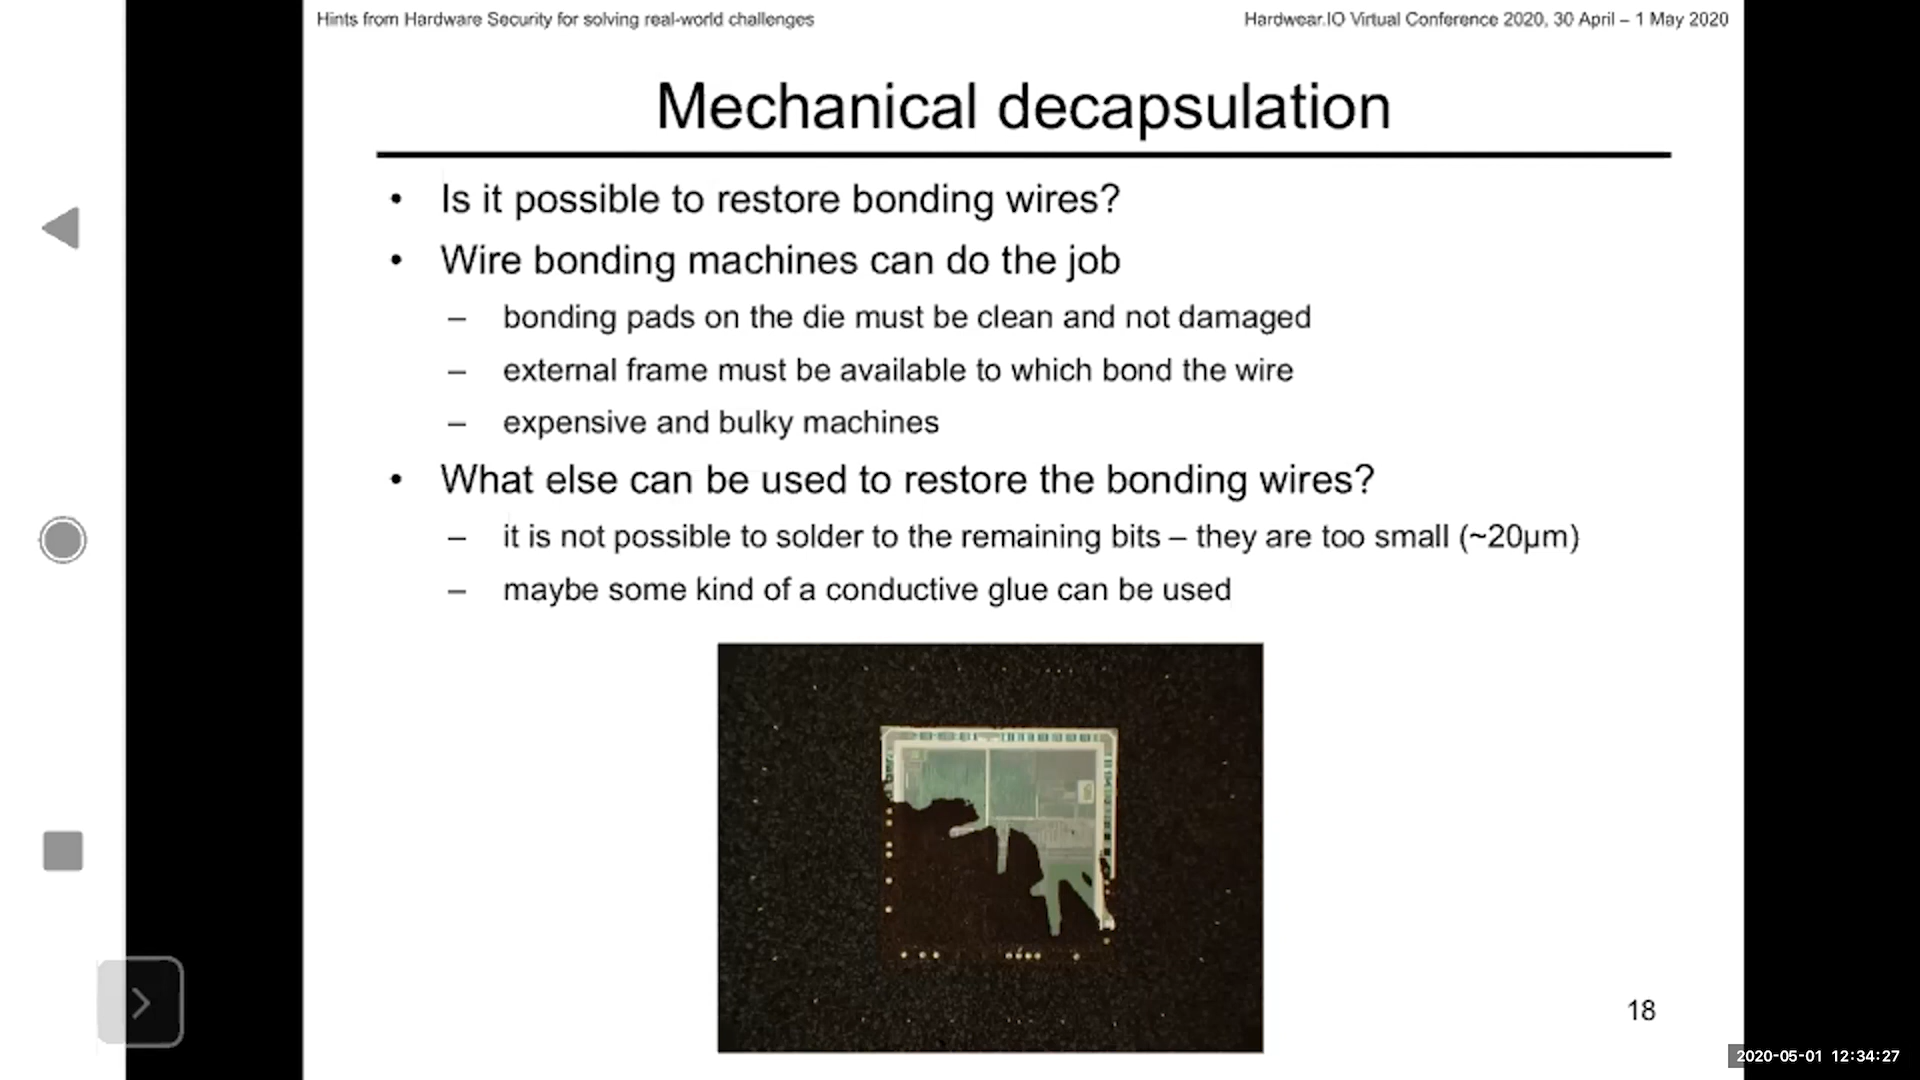 Hints from Hardware Security for solving real-world challenges
Hardwear.IO Virtual Conference 2020, 30 April – 1 May 2020
Mechanical decapsulation
• Is it possible to restore bonding wires?
• Wire bonding machines can do the job
– bonding pads on the die must be clean and not damaged
– external frame must be available to which bond the wire
– expensive and bulky machines
• What else can be used to restore the bonding wires?
– it is not possible to solder to the remaining bits – they are too small (~20μm)
– maybe some kind of a conductive glue can be used
18
2020-05-01 12:34:27